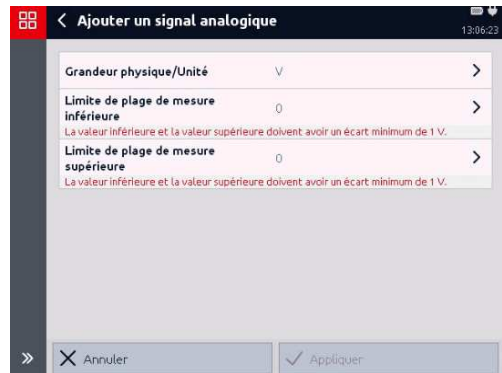 Ajouter un signal analogique
13:06:23
Grandeur physique/Unité V
Limite de plage de mesure
inférieure 0
La valeur inférieure et la valeur supérieure doivent avoir un écart minimum de 1 V.
Limite de plage de mesure
supérieure 0
La valeur inférieure et la valeur supérieure doivent avoir un écart minimum de 1 V.
Annuler
Appliquer